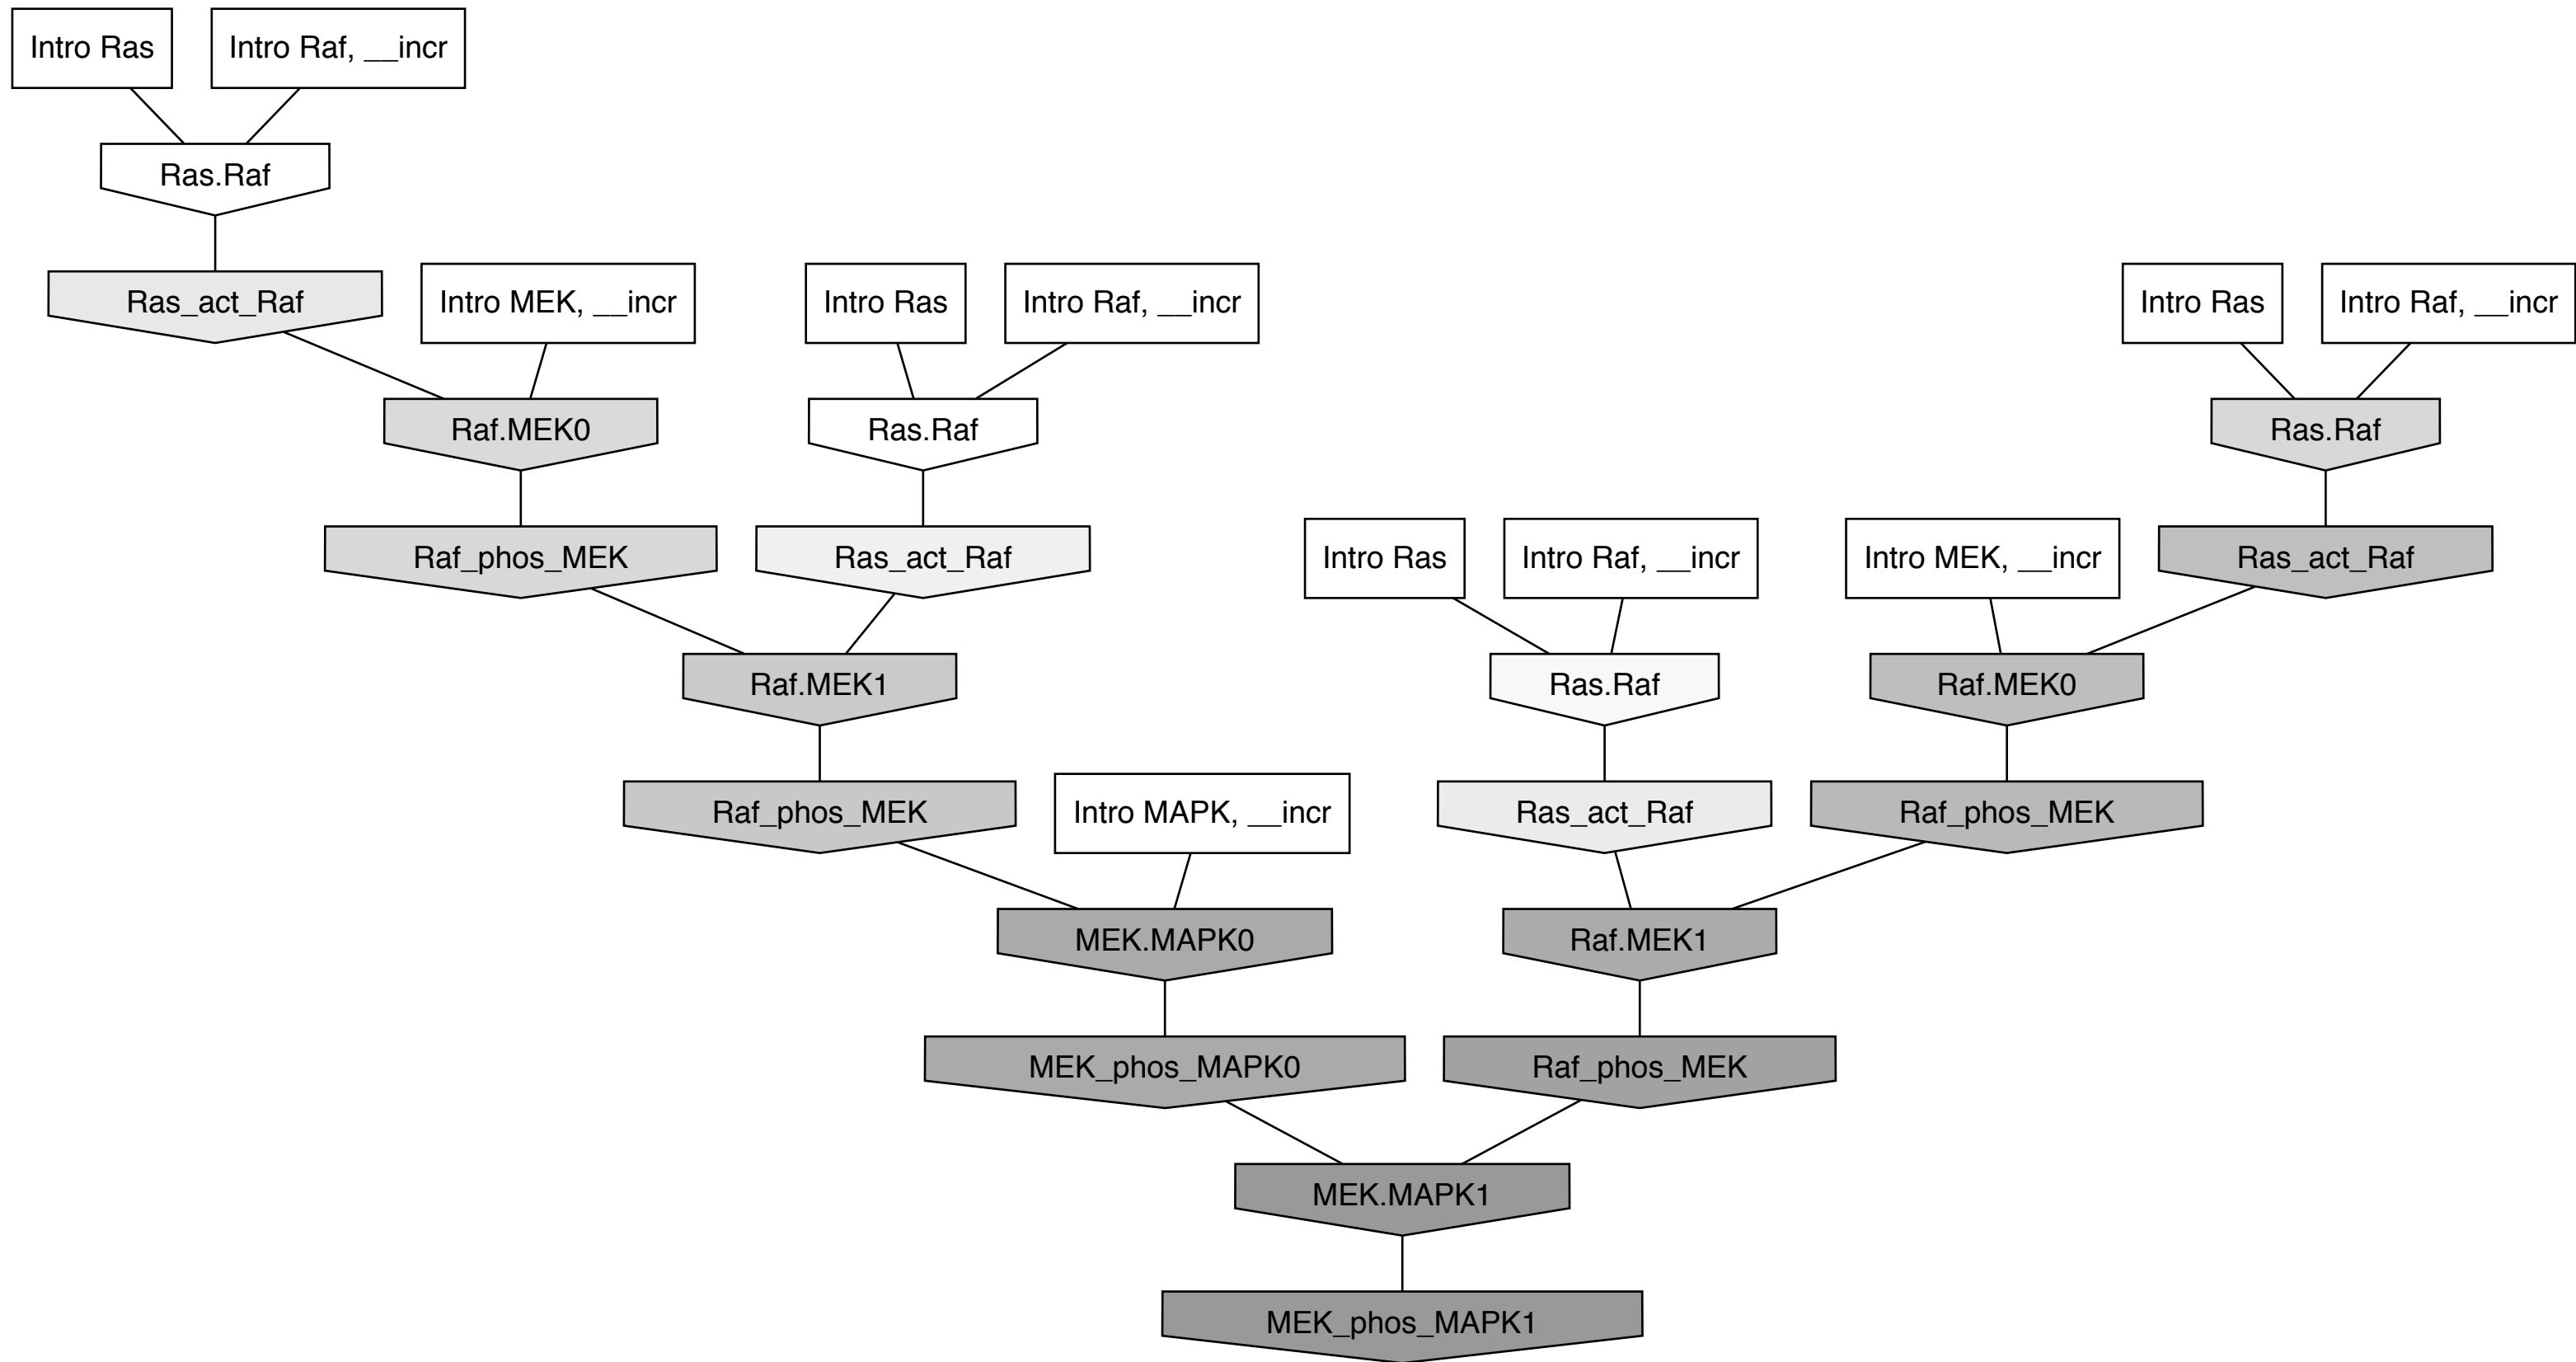 Intro Ras
Intro Raf, __incr
Ras.Raf
Ras_act_Raf
Intro MEK, __incr
Intro Ras
Intro Raf, __incr
Intro Ras
Intro Raf, __incr
Raf.MEK0
Ras.Raf
Ras.Raf
Raf_phos_MEK
Ras_act_Raf
Intro Ras
Intro Raf, __incr
Intro MEK, __incr
Ras_act_Raf
Raf.MEK1
Ras.Raf
Raf.MEK0
Raf_phos_MEK
Intro MAPK, __incr
Ras_act_Raf
Raf_phos_MEK
MEK.MAPK0
Raf.MEK1
MEK_phos_MAPK0
Raf_phos_MEK
MEK.MAPK1
MEK_phos_MAPK1